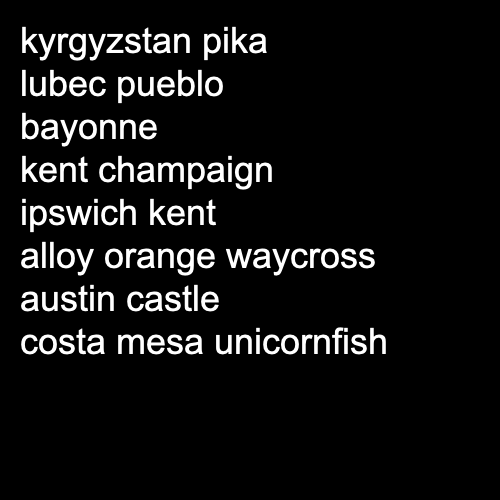 kyrgyzstan pika
lubec pueblo
bayonne
kent champaign
ipswich kent
alloy orange waycross
austin castle
costa mesa unicornfish